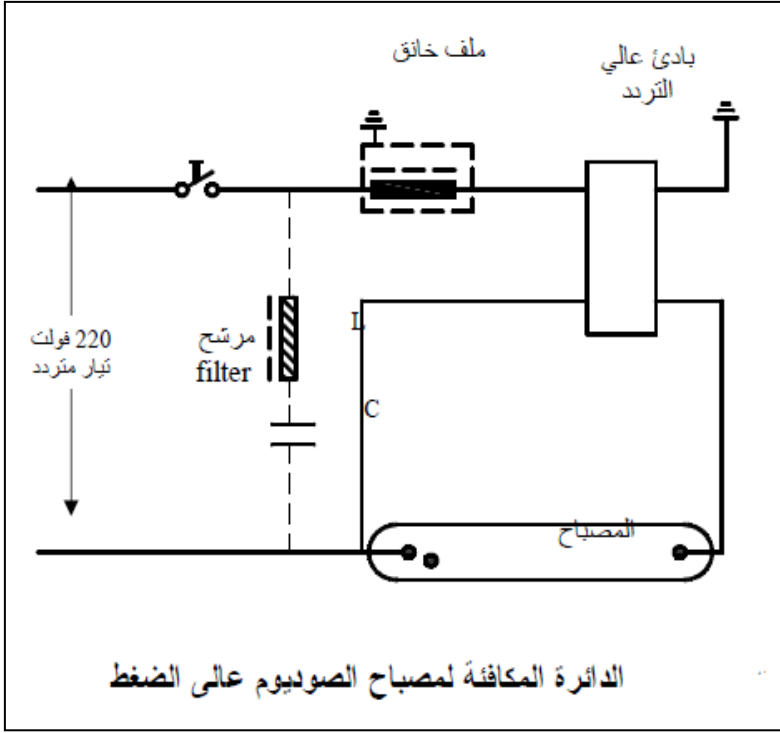 ملف خانق
بادئ عالي
التردد
220 فولت
تيار متردد
مرشح
filter
L
C
المصباح
الدائرة المكافئة لمصباح الصوديوم عالى الضغط